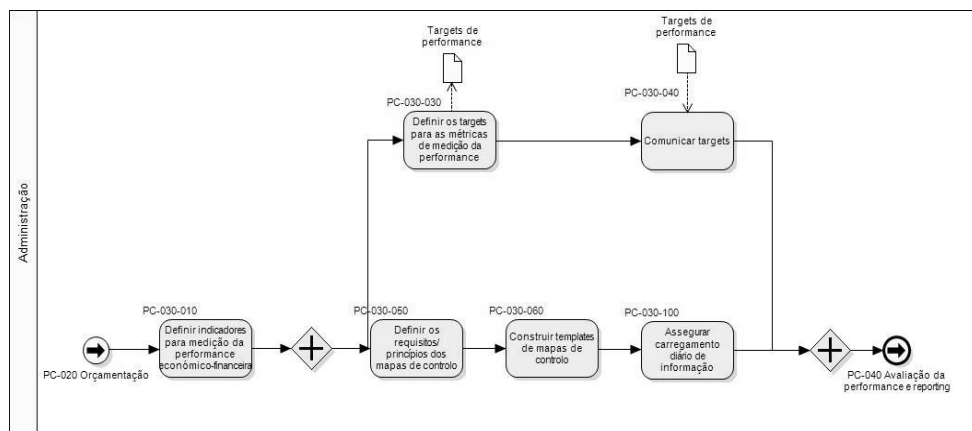 Targets de
performance
Targets de
performance
PC-030-030
PC-030-040
Definir os targets
para as métricas
de medição da
performance
Comunicar targets
Administração
PC-030-010
PC-030-050
PC-030-060
PC-030-100
Definir indicadores
para medição da
performance
económico-financeira
Definir os
requisitos/
princípios dos
mapas de controlo
Construir templates
de mapas de
controlo
Assegurar
carregamento
diário de
informação
PC-020 Orçamentação
PC-040 Avaliação da
performance e reporting